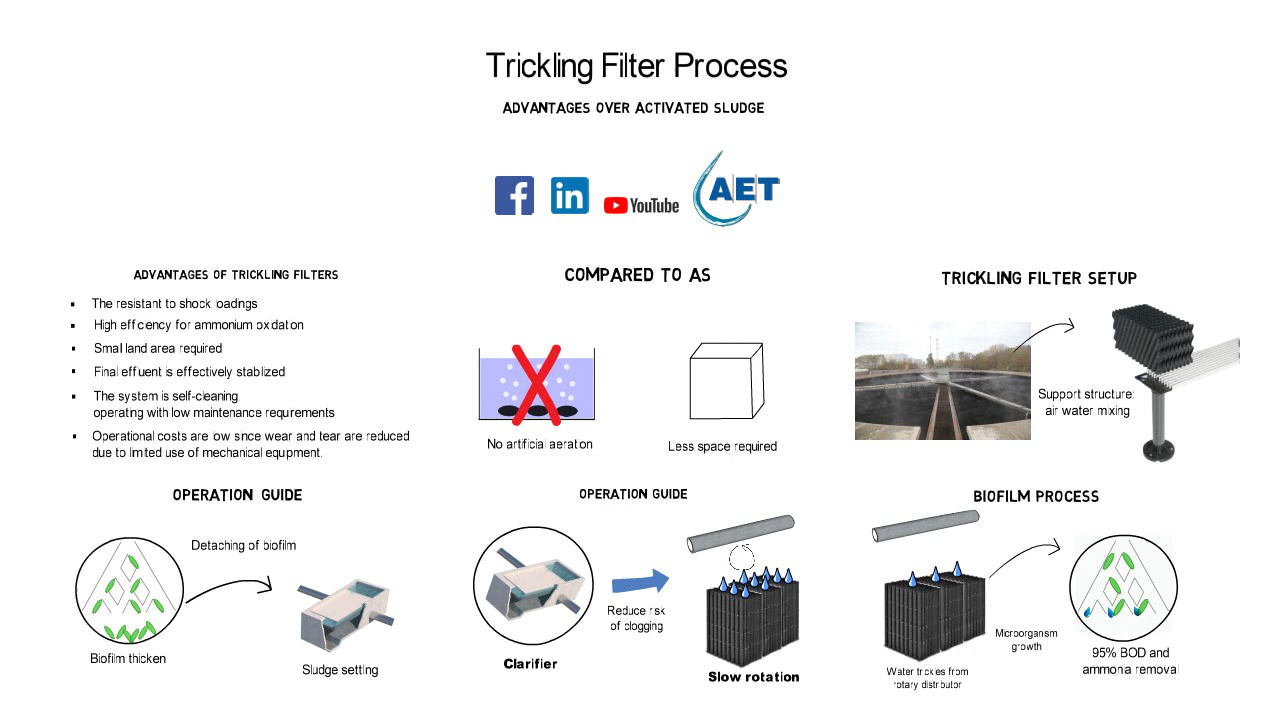 Trickling Filter Process
ADVANTAGES OVER ACTIVATED SLUDGE
f
in
YouTube
AET
ADVANTAGES OF TRICKLING FILTERS
▪ The resistant to shock loadings
▪ High efficiency for ammonium oxidation
▪ Small land area required
▪ Final effluent is effectively stabilized
▪ The system is self-cleaning,
operating with low maintenance requirements
▪ Operational costs are low since wear and tear are reduced
due to limited use of mechanical equipment.
COMPARED TO AS
No artificial aeration
Less space required
TRICKLING FILTER SETUP
Support structure:
air water mixing
OPERATION GUIDE
Detaching of biofilm
Biofilm thicken
Sludge settling
OPERATION GUIDE
Clarifier
Reduce risk
of clogging
Slow rotation
BIOFILM PROCESS
Water trickles from
rotary distributor
Microorganism
growth
95% BOD and
ammonia removal